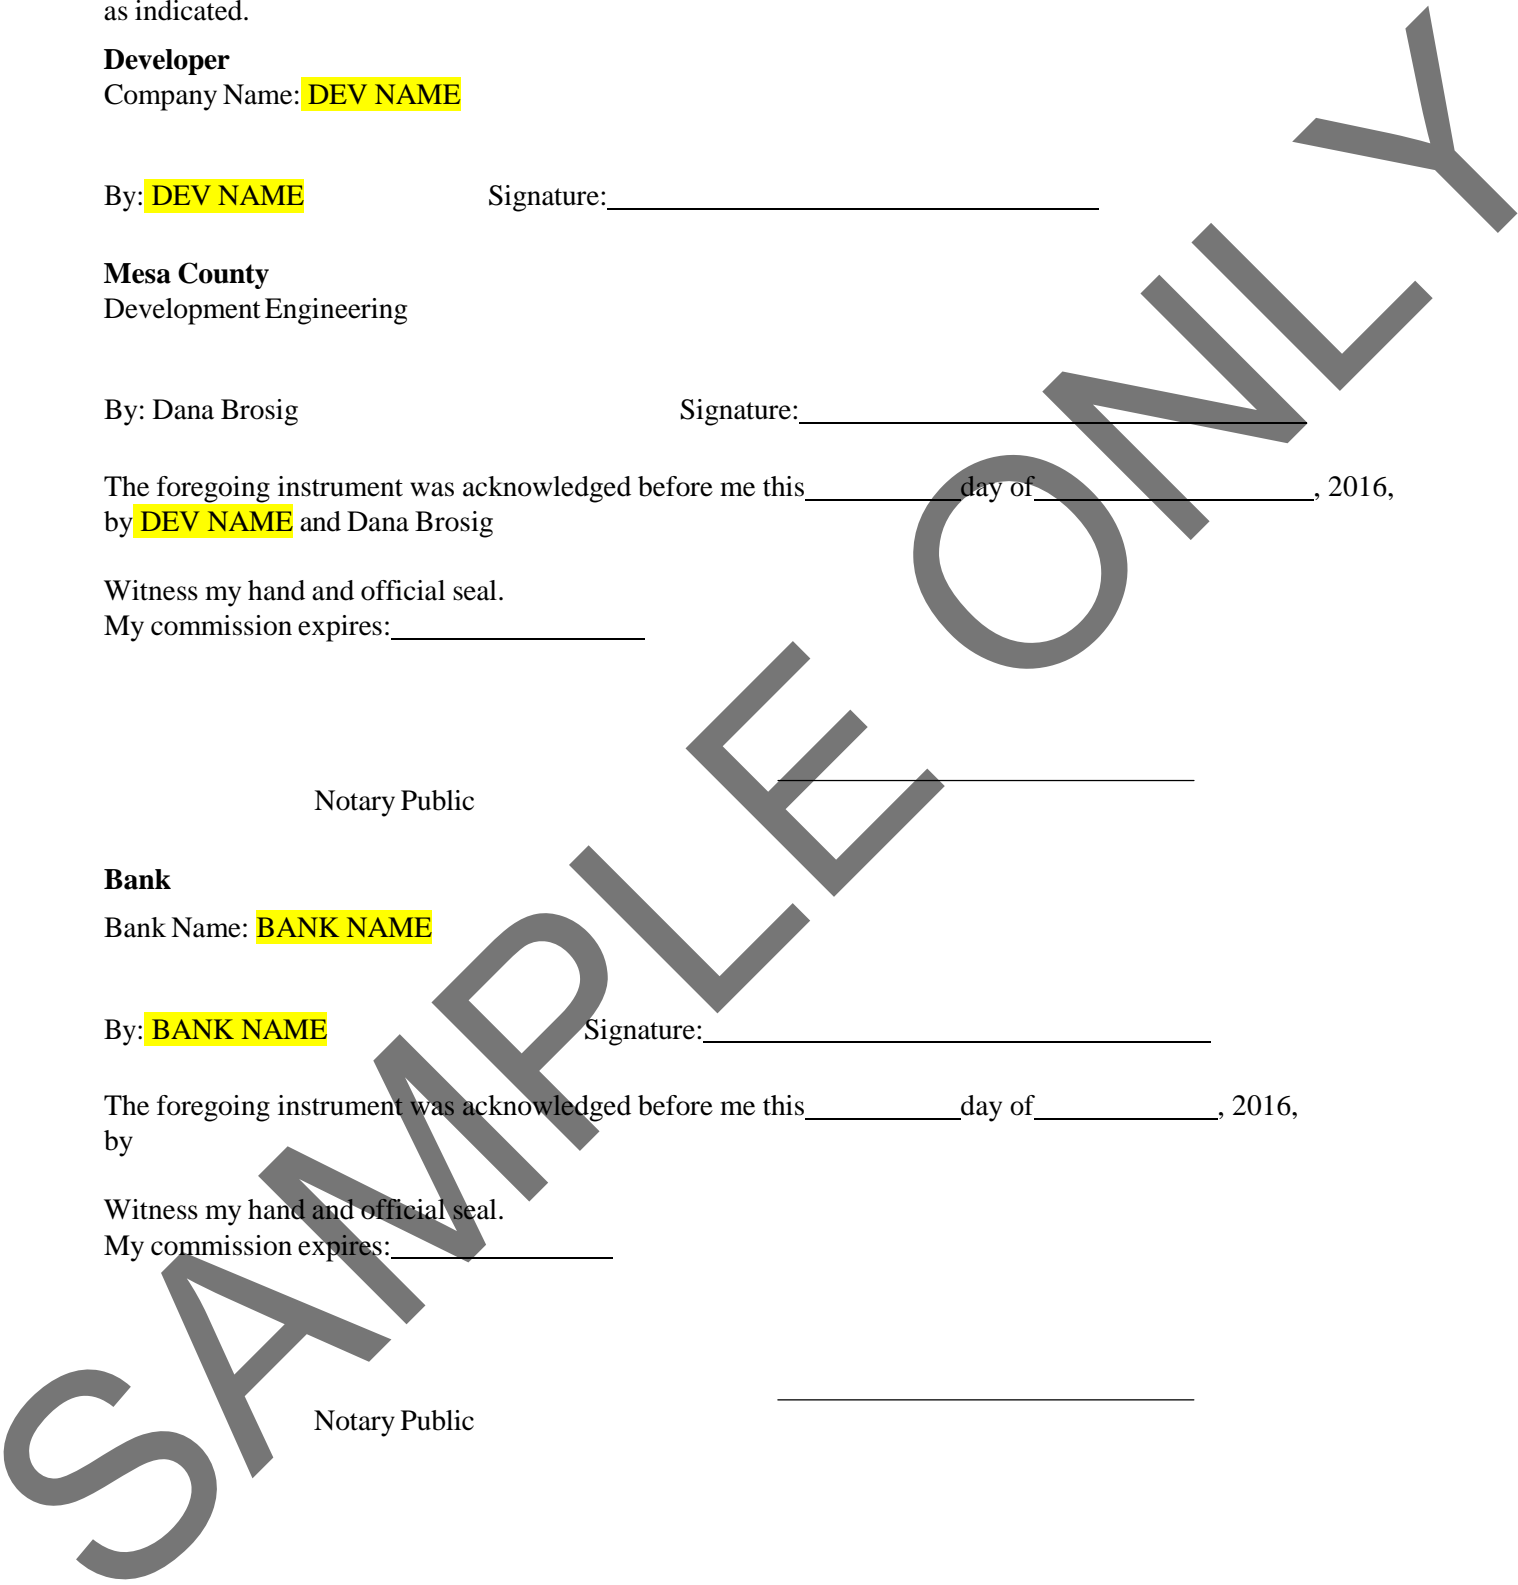 as indicated.
Developer
Company Name: DEV NAME
By: DEV NAME Signature:
Mesa County
Development Engineering
By: Dana Brosig Signature:
The foregoing instrument was acknowledged before me this day of , 2016,
by DEV NAME and Dana Brosig
Witness my hand and official seal.
My commission expires:
Notary Public
Bank
Bank Name: BANK NAME
By: BANK NAME Signature:
The foregoing instrument was acknowledged before me this day of , 2016,
by
Witness my hand and official seal.
My commission expires:
Notary Public
SAMPLE ONLY